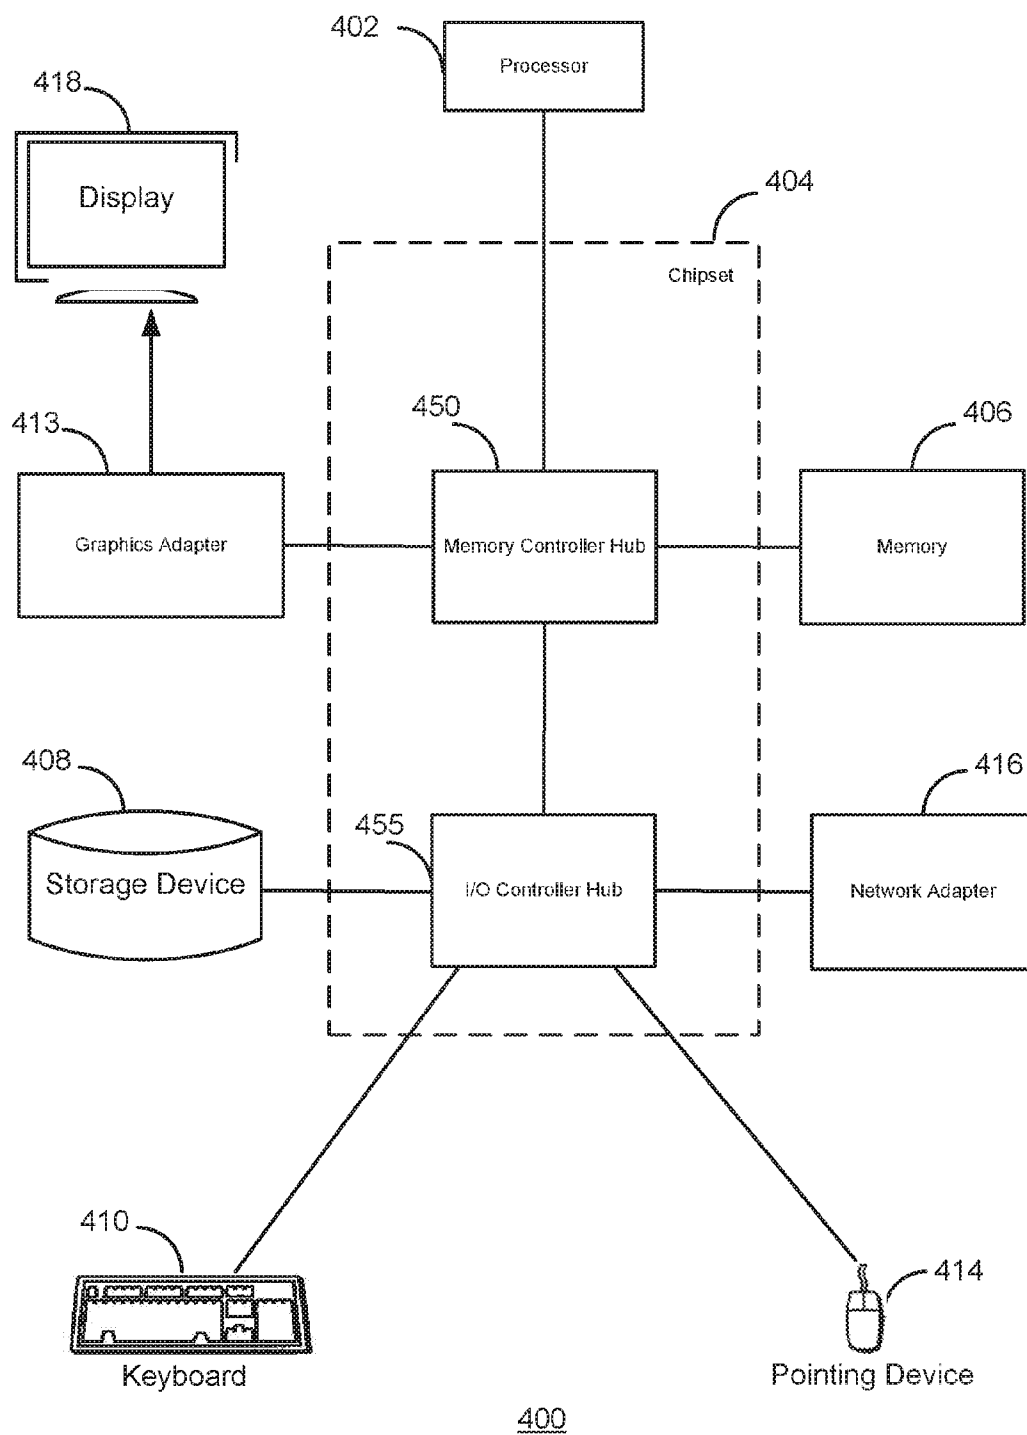 402
Processor
418
Display
404
Chipset
413
450
406
Graphics Adapter
Memory Controller Hub
Memory
408
455
416
Storage Device
I/O Controller Hub
Network Adapter
410
414
Keyboard
Pointing Device
400